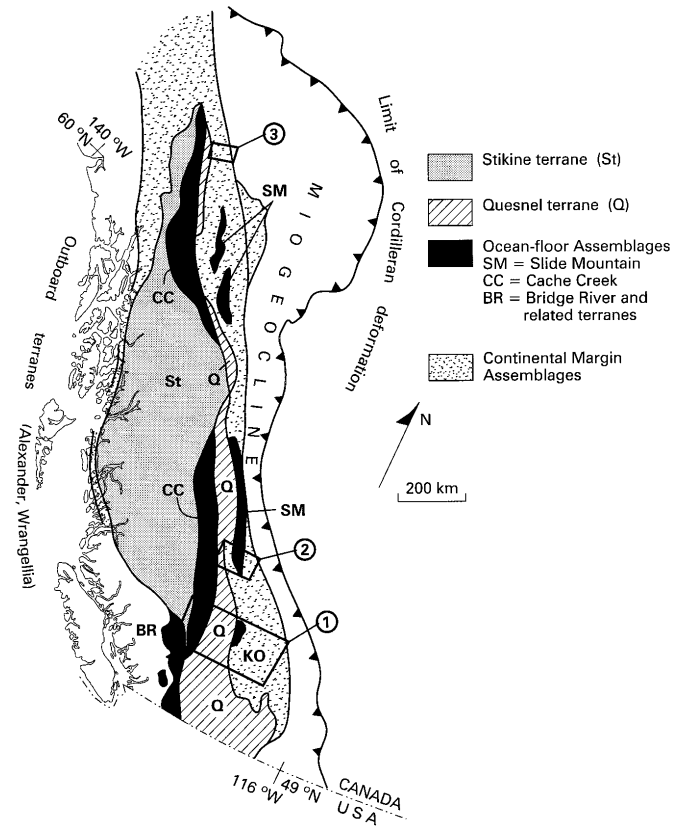 60 °N
140 °W
3
SM
MIOGEOCLINE
Limit of Cordilleran deformation
Outboard terranes
(Alexander, Wrangellia)
CC
St
Q
CC
Q
SM
2
1
BR
Q
KO
Q
116 °W
49 °N
CANADA
USA
Stikine terrane (St)
Quesnel terrane (Q)
Ocean-floor Assemblages
SM = Slide Mountain
CC = Cache Creek
BR = Bridge River and
related terranes
Continental Margin
Assemblages
N
200 km